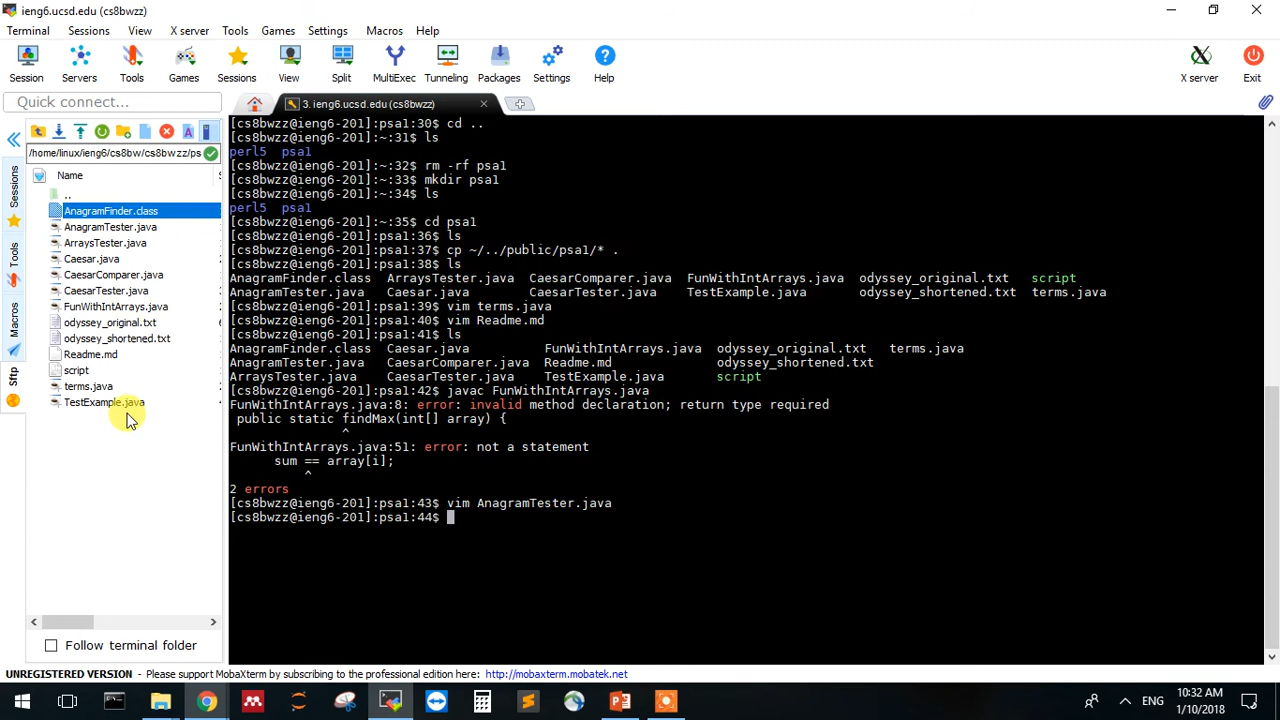 ieng6.ucsd.edu (cs8bwzz)
Terminal Sessions View X server Tools Games Settings Macros Help
Session Servers Tools Games Sessions View Split MultiExec Tunneling Packages Settings Help X server Exit
Quick connect...
3. ieng6.ucsd.edu (cs8bwzz)
/home/linux/ieng6/cs8bw/cs8bwzz/ps
Name
..
AnagramFinder.class
AnagramTester.java
ArraysTester.java
Caesar.java
CaesarComparer.java
CaesarTester.java
FunWithIntArrays.java
odyssey_original.txt
odyssey_shortened.txt
Readme.md
script
terms.java
TestExample.java
Follow terminal folder
Sessions
Tools
Macros
Sftp
[cs8bwzz@ieng6-201]:psa1:30$ cd ..
[cs8bwzz@ieng6-201]:~:31$ ls
perl5  psa1
[cs8bwzz@ieng6-201]:~:32$ rm -rf psa1
[cs8bwzz@ieng6-201]:~:33$ mkdir psa1
[cs8bwzz@ieng6-201]:~:34$ ls
perl5  psa1
[cs8bwzz@ieng6-201]:~:35$ cd psa1
[cs8bwzz@ieng6-201]:psa1:36$ ls
[cs8bwzz@ieng6-201]:psa1:37$ cp ~/../public/psa1/* .
[cs8bwzz@ieng6-201]:psa1:38$ ls
AnagramFinder.class  ArraysTester.java  CaesarComparer.java  FunWithIntArrays.java  odyssey_original.txt  script
AnagramTester.java  Caesar.java  CaesarTester.java  TestExample.java  odyssey_shortened.txt  terms.java
[cs8bwzz@ieng6-201]:psa1:39$ vim terms.java
[cs8bwzz@ieng6-201]:psa1:40$ vim Readme.md
[cs8bwzz@ieng6-201]:psa1:41$ ls
AnagramFinder.class  Caesar.java  FunWithIntArrays.java  odyssey_original.txt  terms.java
AnagramTester.java  CaesarComparer.java  Readme.md  odyssey_shortened.txt
ArraysTester.java  CaesarTester.java  TestExample.java  script
[cs8bwzz@ieng6-201]:psa1:42$ javac FunWithIntArrays.java
FunWithIntArrays.java:8: error: invalid method declaration; return type required
public static findMax(int[] array) {
^
FunWithIntArrays.java:51: error: not a statement
sum == array[i];
^
2 errors
[cs8bwzz@ieng6-201]:psa1:43$ vim AnagramTester.java
[cs8bwzz@ieng6-201]:psa1:44$
UNREGISTERED VERSION - Please support MobaXterm by subscribing to the professional edition here: http://mobaxterm.mobatek.net
ENG
10:32 AM
1/10/2018